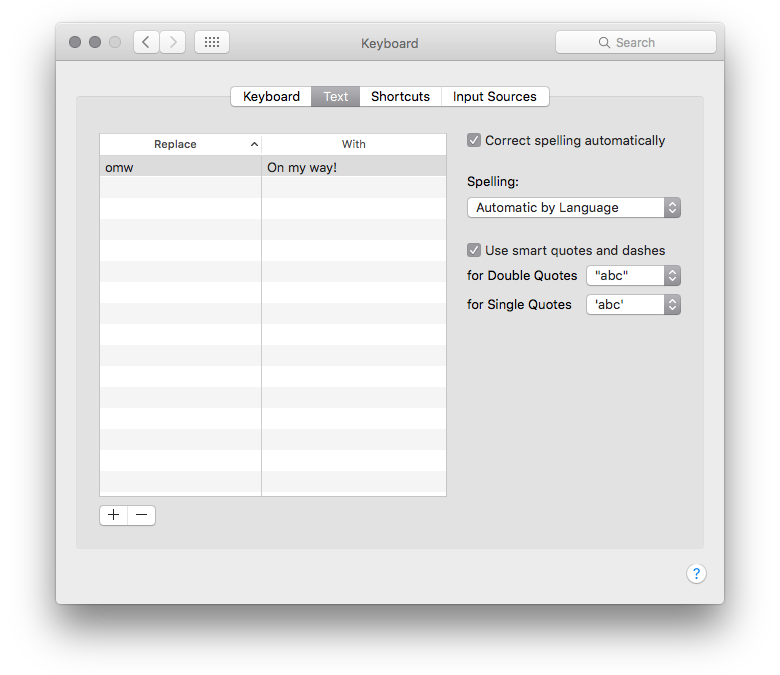 Keyboard
Search
Keyboard Text Shortcuts Input Sources
Replace With
omw On my way!
Correct spelling automatically
Spelling:
Automatic by Language
Use smart quotes and dashes
for Double Quotes "abc"
for Single Quotes 'abc'
?